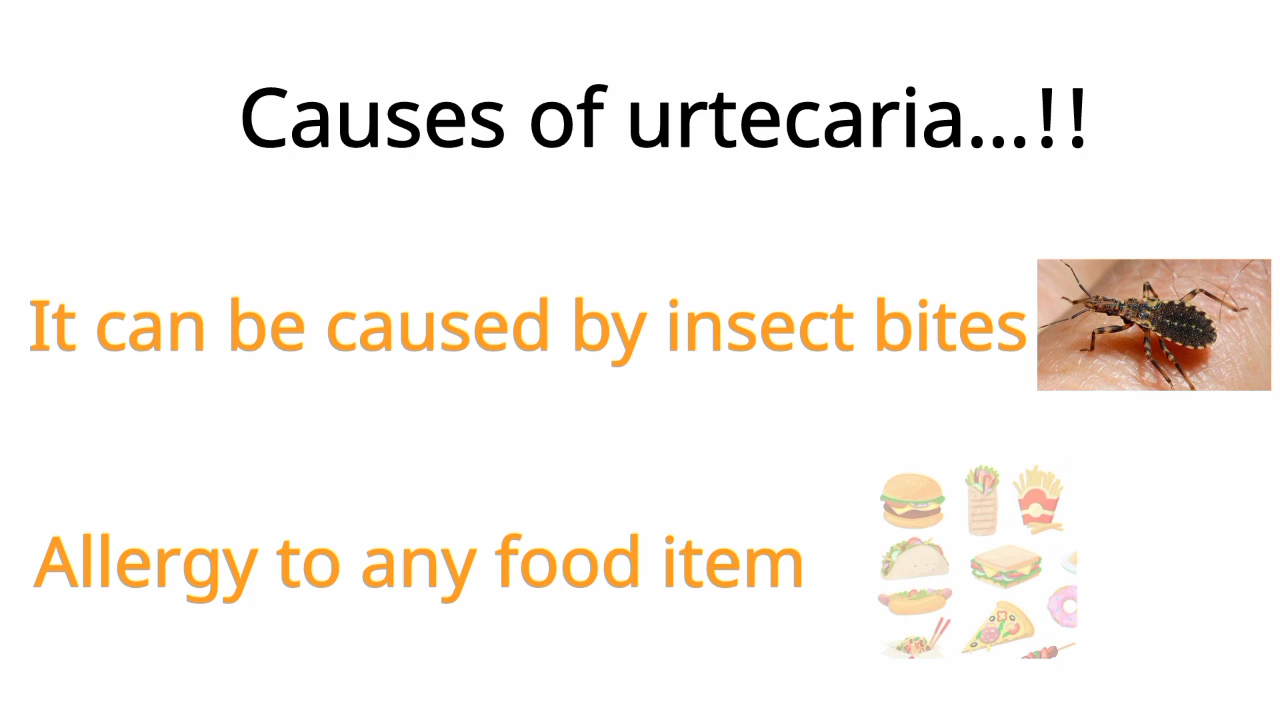 Causes of urtecaria...!!
It can be caused by insect bites
Allergy to any food item